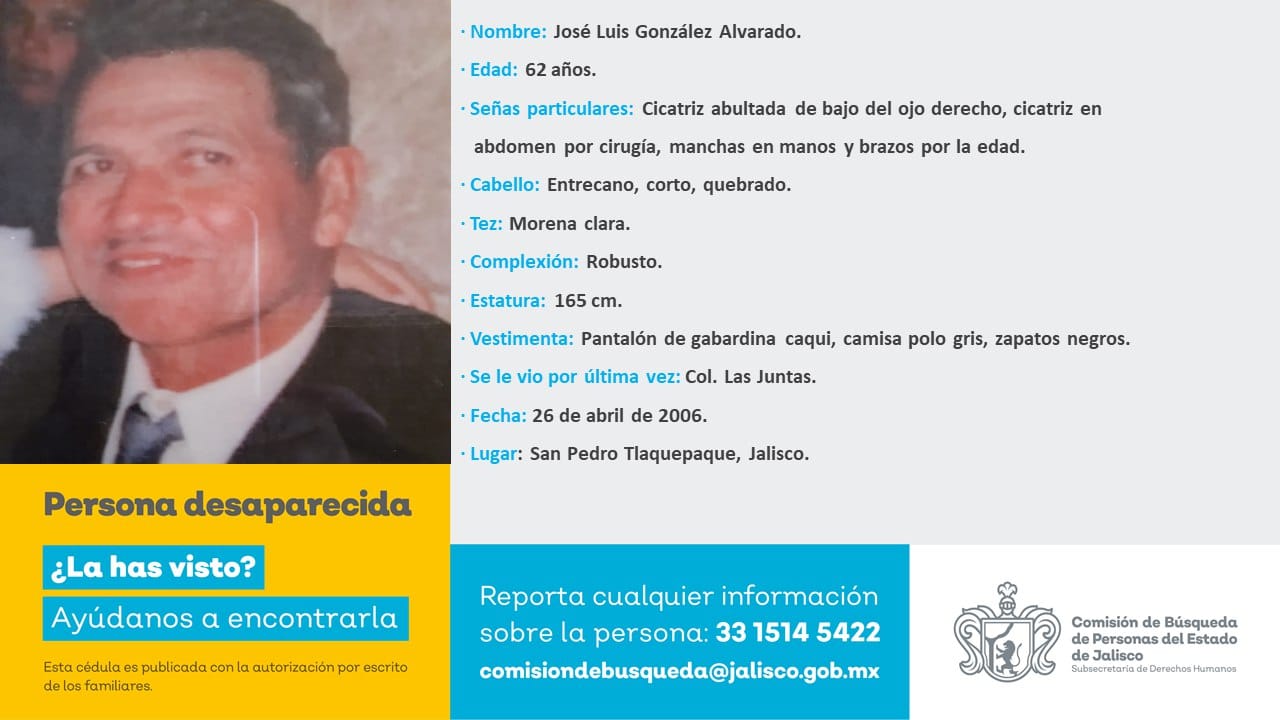 · Nombre: José Luis González Alvarado.
· Edad: 62 años.
· Señas particulares: Cicatriz abultada de bajo del ojo derecho, cicatriz en
abdomen por cirugía, manchas en manos y brazos por la edad.
· Cabello: Entrecano, corto, quebrado.
· Tez: Morena clara.
· Complexión: Robusto.
· Estatura: 165 cm.
· Vestimenta: Pantalón de gabardina caqui, camisa polo gris, zapatos negros.
· Se le vio por última vez: Col. Las Juntas.
· Fecha: 26 de abril de 2006.
· Lugar: San Pedro Tlaquepaque, Jalisco.
Persona desaparecida
¿La has visto?
Ayúdanos a encontrarla
Esta cédula es publicada con la autorización por escrito
de los familiares.
Reporta cualquier información
sobre la persona: 33 1514 5422
comisiondebusqueda@jalisco.gob.mx
Comisión de Búsqueda
de Personas del Estado
de Jalisco
Subsecretaría de Derechos Humanos